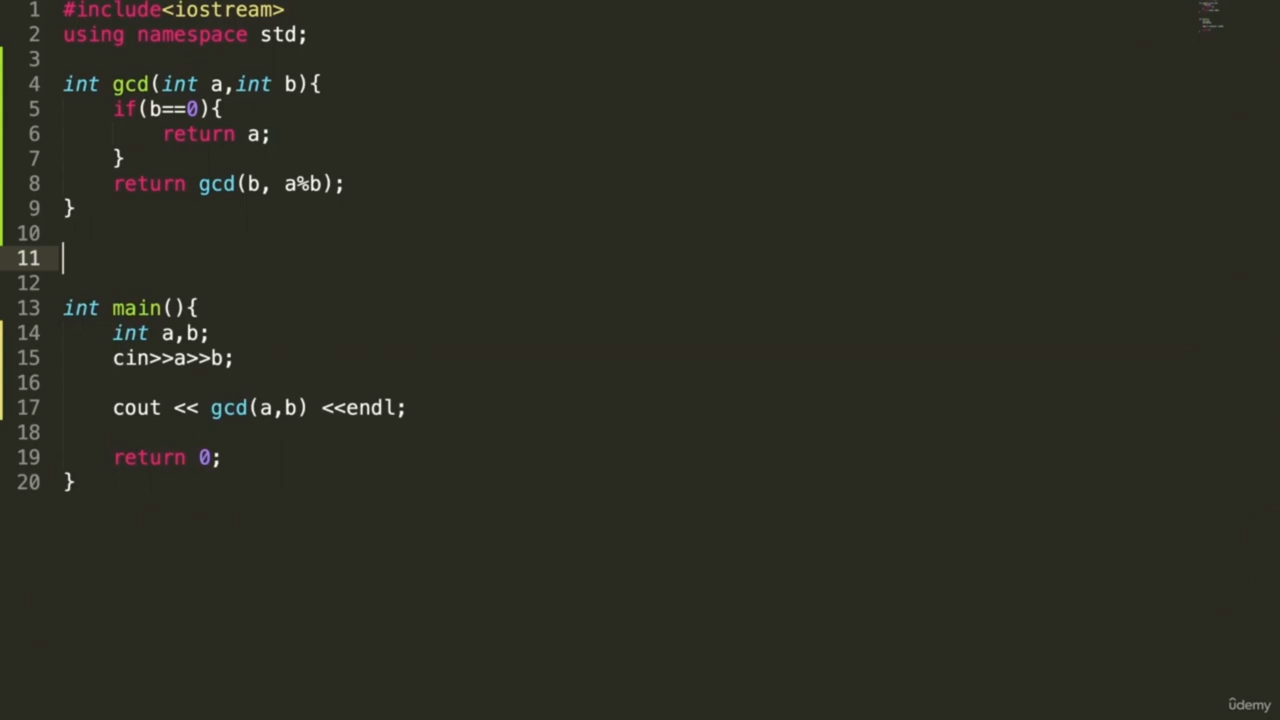 1 #include<iostream>
2 using namespace std;
3
4 int gcd(int a,int b){
5     if(b==0){
6         return a;
7     }
8     return gcd(b, a%b);
9 }
10
11
12
13 int main(){
14     int a,b;
15     cin>>a>>b;
16
17     cout << gcd(a,b) <<endl;
18
19     return 0;
20 }
ûdemy